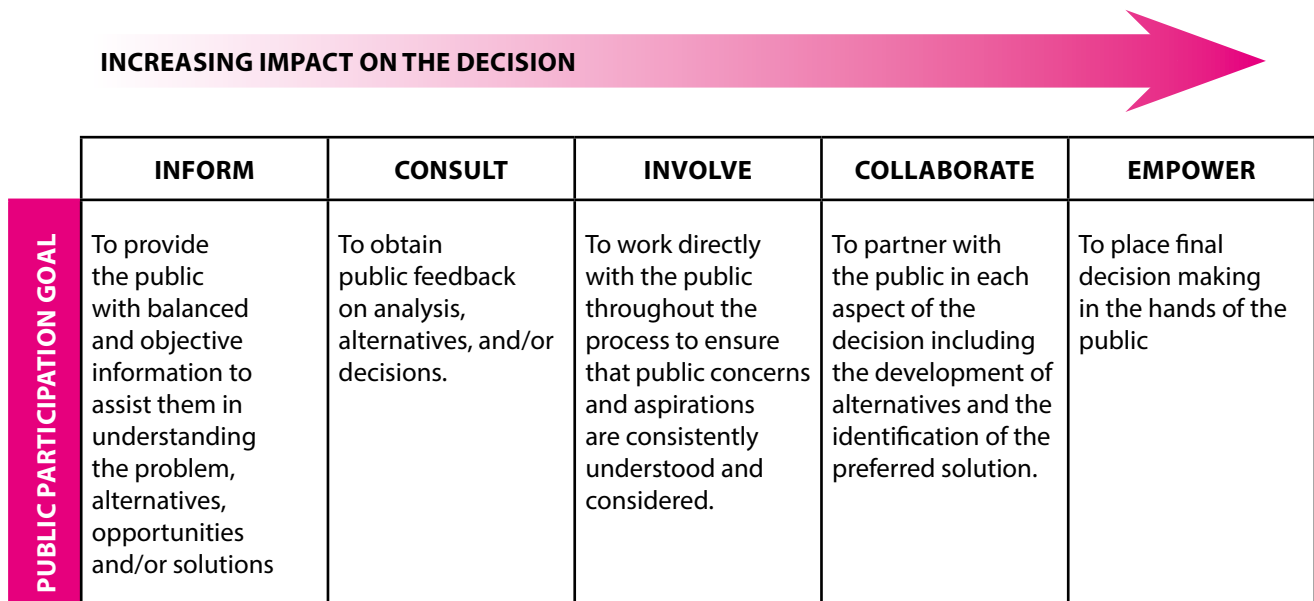 INCREASING IMPACT ON THE DECISION
INFORM
CONSULT
INVOLVE
COLLABORATE
EMPOWER
PUBLIC PARTICIPATION GOAL
To provide
the public
with balanced
and objective
information to
assist them in
understanding
the problem,
alternatives,
opportunities
and/or solutions
To obtain
public feedback
on analysis,
alternatives, and/or
decisions.
To work directly
with the public
throughout the
process to ensure
that public concerns
and aspirations
are consistently
understood and
considered.
To partner with
the public in each
aspect of the
decision including
the development of
alternatives and the
identification of the
preferred solution.
To place final
decision making
in the hands of the
public